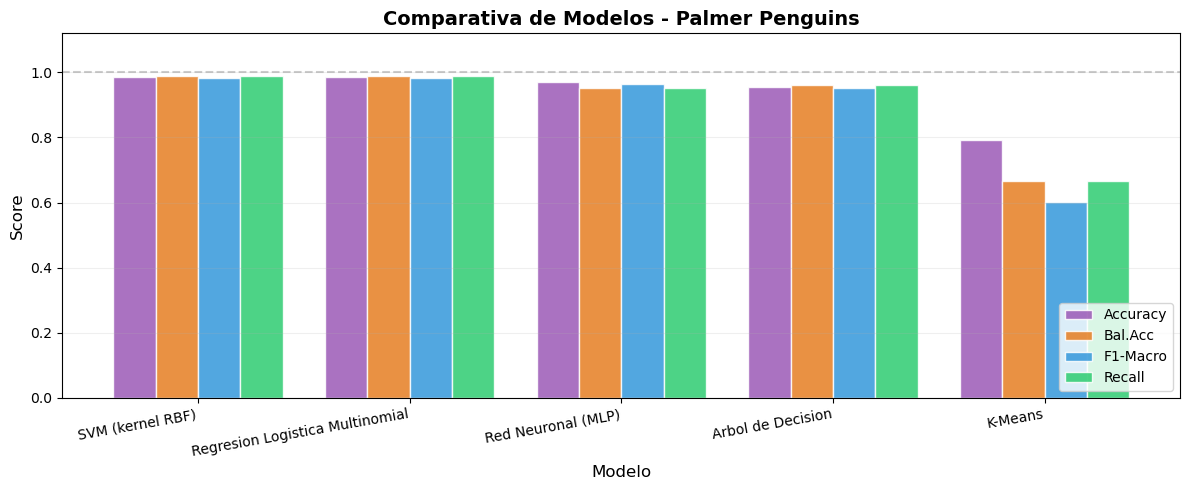 Comparativa de Modelos - Palmer Penguins
Score
1.0
0.8
0.6
0.4
0.2
0.0
Accuracy
Bal.Acc
F1-Macro
Recall
SVM (kernel RBF)
Regresion Logistica Multinomial
Red Neuronal (MLP)
Arbol de Decision
K-Means
Modelo